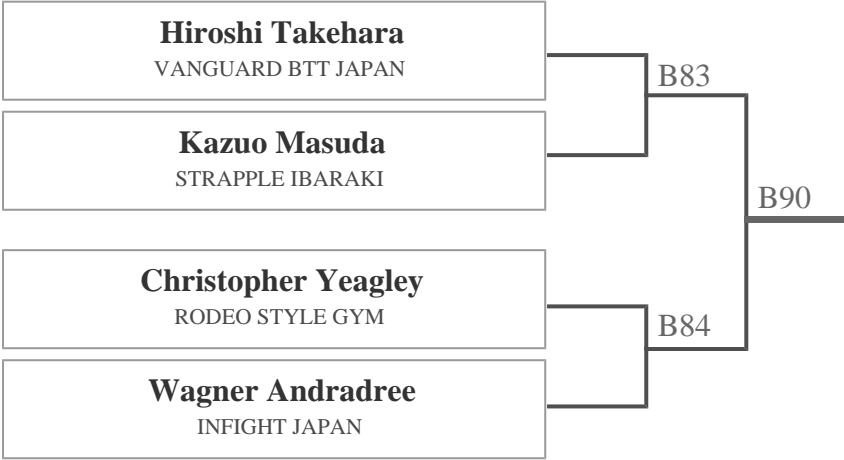 Hiroshi Takehara
VANGUARD BTT JAPAN
B83
Kazuo Masuda
STRAPPLE IBARAKI
B90
Christopher Yeagley
RODEO STYLE GYM
B84
Wagner Andradree
INFIGHT JAPAN